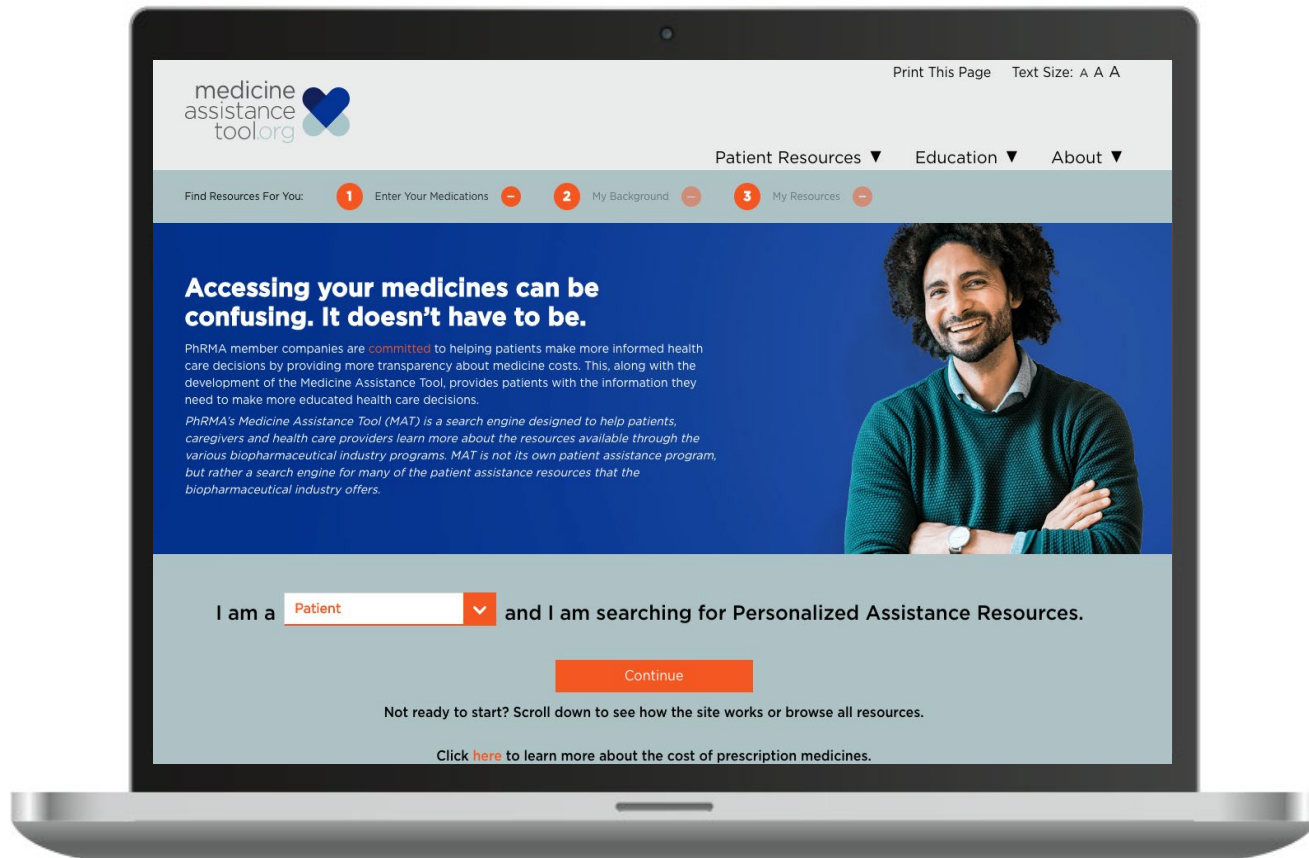 medicine
assistance
tool.org
Print This Page Text Size: A A A
Patient Resources ▼ Education ▼ About ▼
Find Resources For You: 1 Enter Your Medications 2 My Background 3 My Resources
Accessing your medicines can be
confusing. It doesn’t have to be.
PhRMA member companies are committed to helping patients make more informed health
care decisions by providing more transparency about medicine costs. This, along with the
development of the Medicine Assistance Tool, provides patients with the information they
need to make more educated health care decisions.
PhRMA’s Medicine Assistance Tool (MAT) is a search engine designed to help patients,
caregivers and health care providers learn more about the resources available through the
various biopharmaceutical industry programs. MAT is not its own patient assistance program,
but rather a search engine for many of the patient assistance resources that the
biopharmaceutical industry offers.
I am a Patient and I am searching for Personalized Assistance Resources.
Continue
Not ready to start? Scroll down to see how the site works or browse all resources.
Click here to learn more about the cost of prescription medicines.